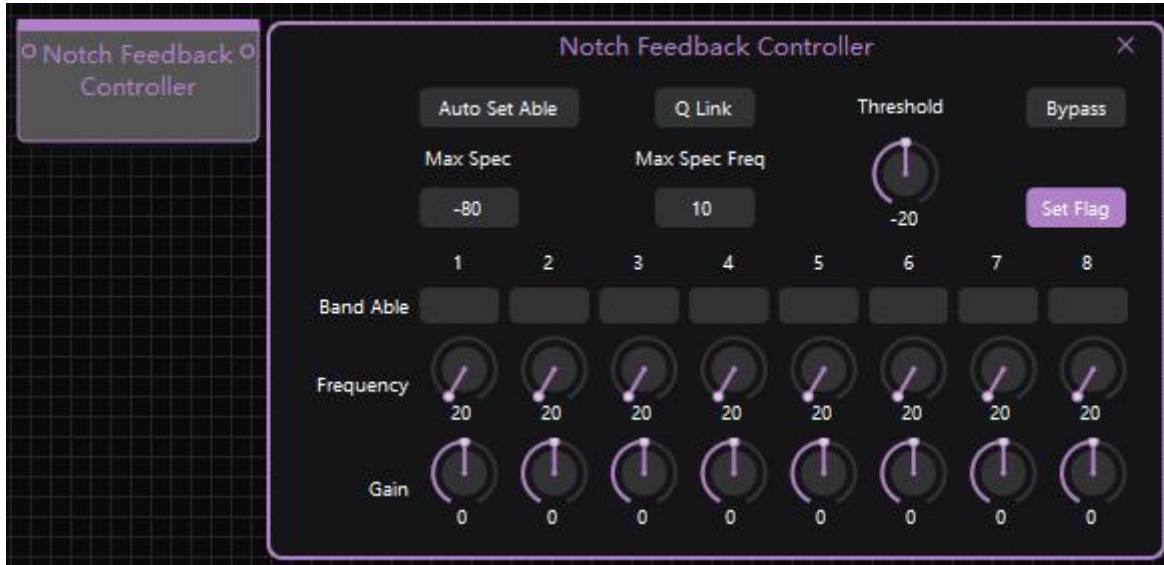 Notch Feedback
Controller
Notch Feedback Controller
Auto Set Able Q Link Threshold Bypass
Max Spec Max Spec Freq
-80 10 -20 Set Flag
1 2 3 4 5 6 7 8
Band Able
Frequency
20 20 20 20 20 20 20 20
Gain
0 0 0 0 0 0 0 0